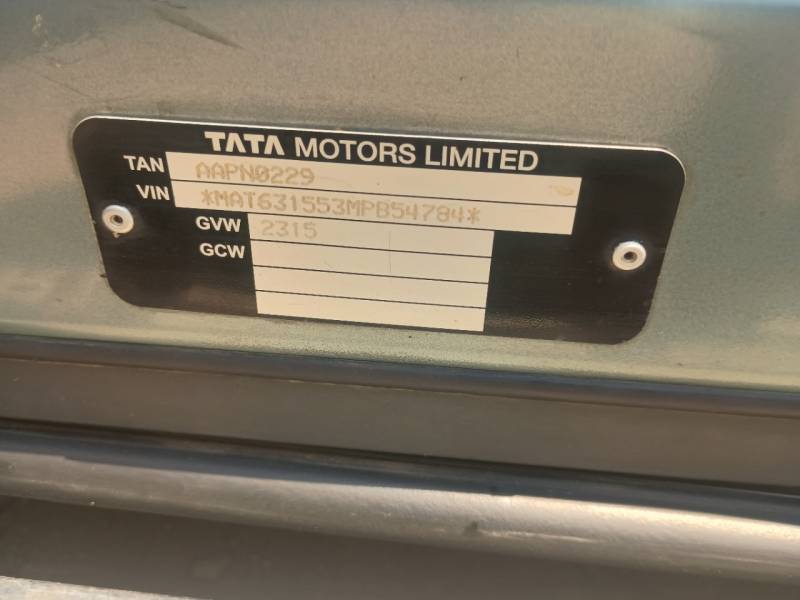 TATA MOTORS LIMITED
TAN AAPN0229
VIN *MAT631553MPB54784*
GVW 2315
GCW